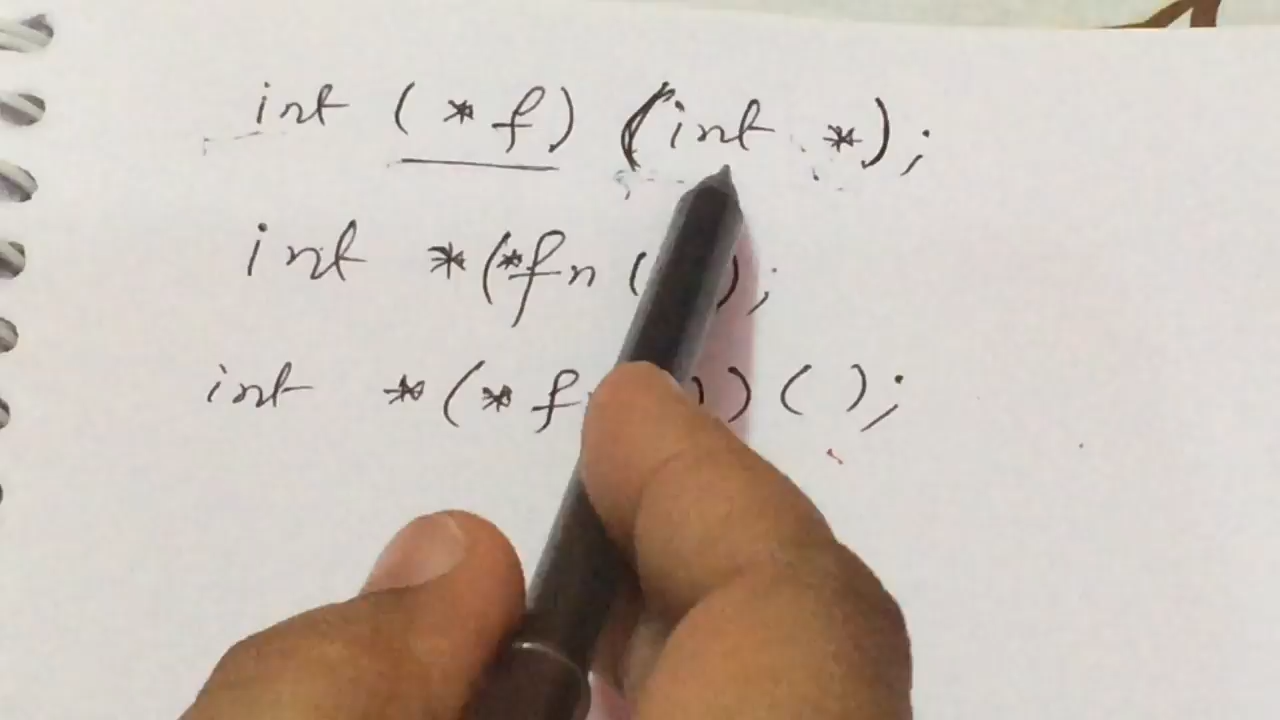 int (*f) (int *);
int *(*fn ( );
int *(*f ))( );